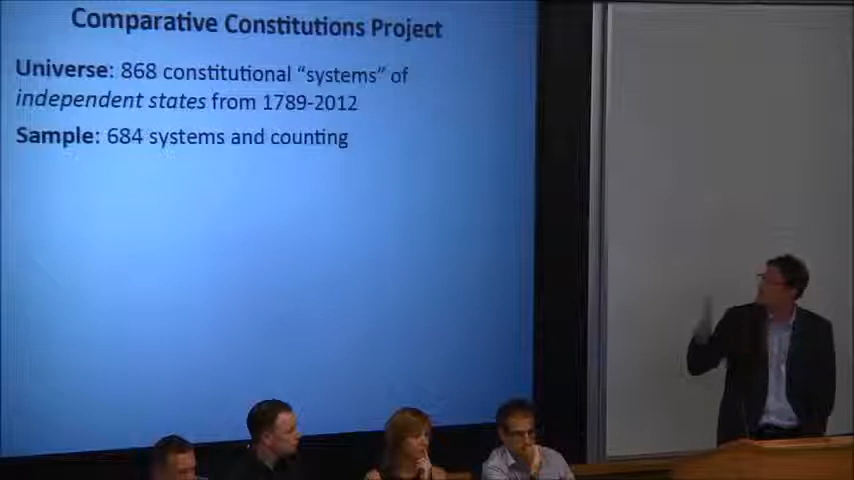 Comparative Constitutions Project
Universe: 868 constitutional “systems” of
independent states from 1789-2012
Sample: 684 systems and counting